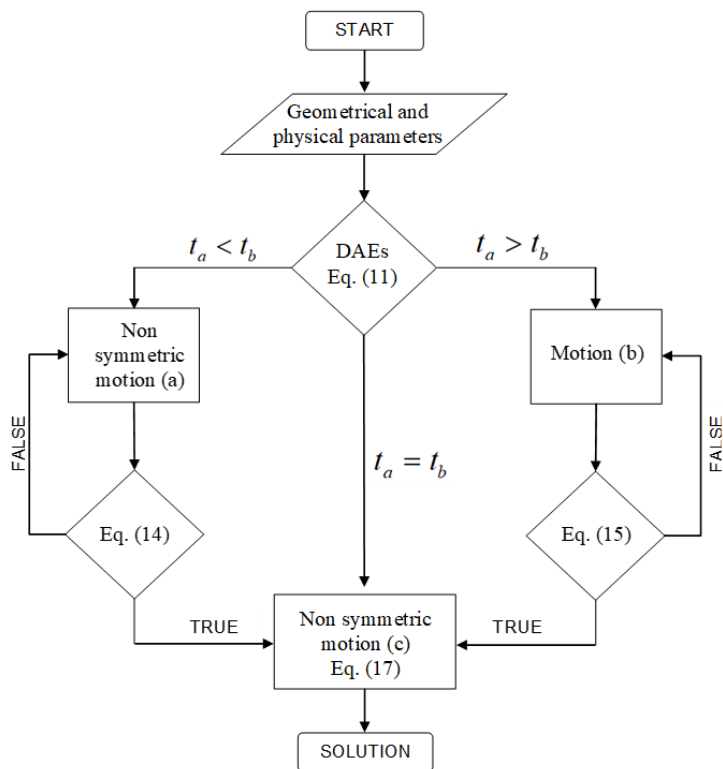 START
Geometrical and
physical parameters
t_a < t_b
DAEs
Eq. (11)
t_a > t_b
Non
symmetric
motion (a)
Motion (b)
FALSE
t_a = t_b
FALSE
Eq. (14)
Eq. (15)
TRUE
Non symmetric
motion (c)
Eq. (17)
TRUE
SOLUTION